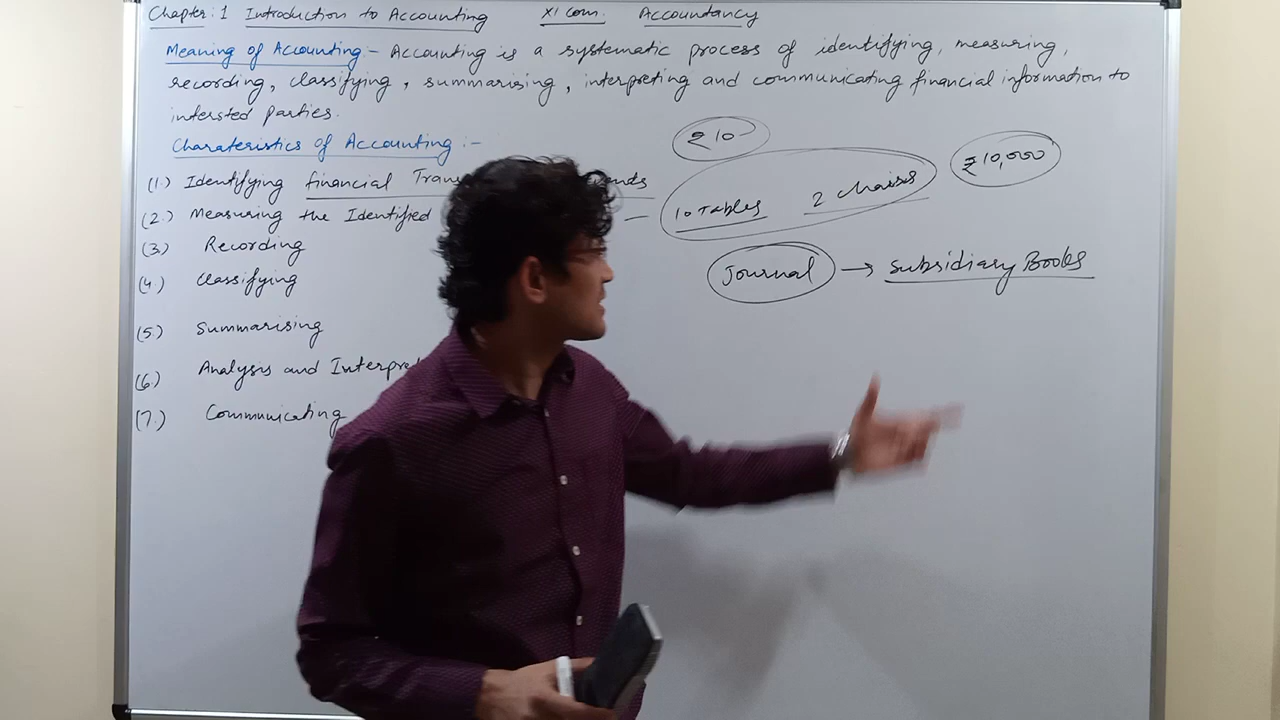 Chapter: 1 Introduction to Accounting XI Com. Accountancy
Meaning of Accounting - Accounting is a systematic process of identifying, measuring,
recording, classifying, summarising, interpreting and communicating financial information to
intersted parties.
Charateristics of Accounting :-
(1.) Identifying financial
(2.) Measuring the Identified -
(3) Recording
(4.) Classifying
(5) Summarising
(6.) Analysis and
(7.) Communicating
₹10
₹10,000
10 Tables 2 Chairs
Journal → Subsidiary Books